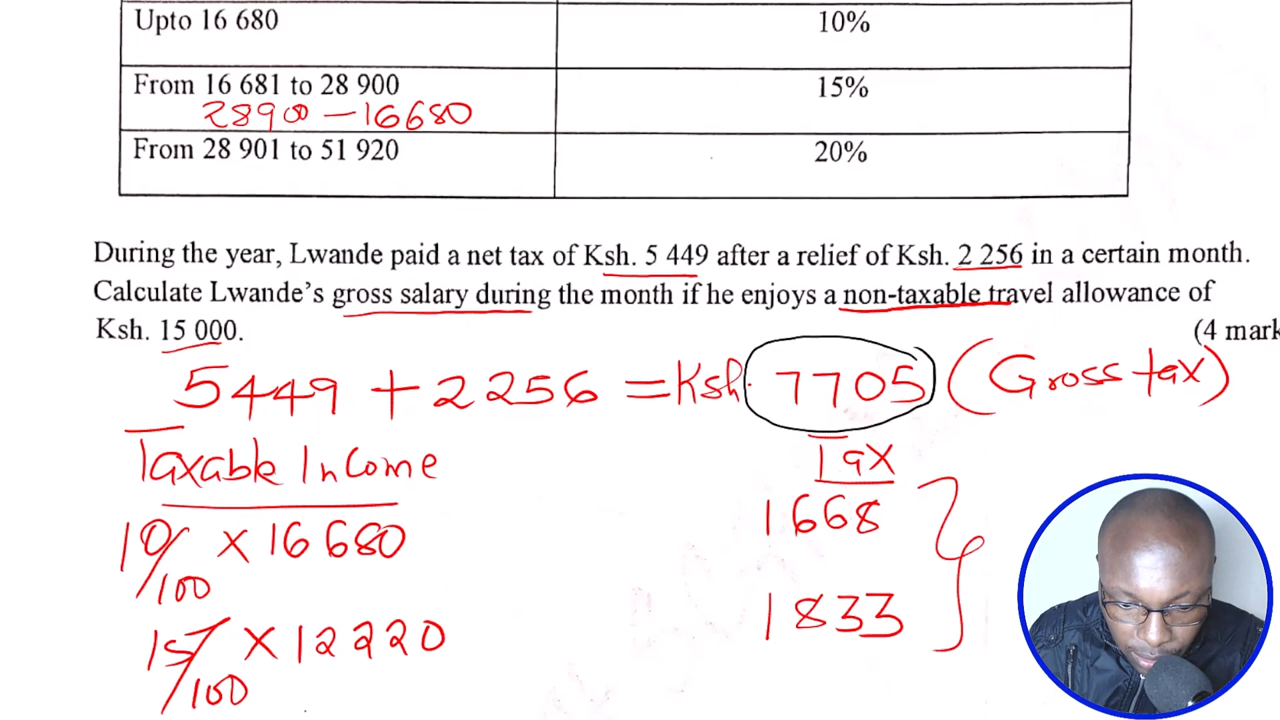 Upto 16 680 10%
From 16 681 to 28 900 15%
28900 - 16680
From 28 901 to 51 920 20%
During the year, Lwande paid a net tax of Ksh. 5 449 after a relief of Ksh. 2 256 in a certain month.
Calculate Lwande's gross salary during the month if he enjoys a non-taxable travel allowance of
Ksh. 15 000. (4 mark
5449 + 2256 = Ksh. 7705 (Gross tax)
Taxable Income Tax
10/100 × 16680 1668
15/100 × 12220 1833